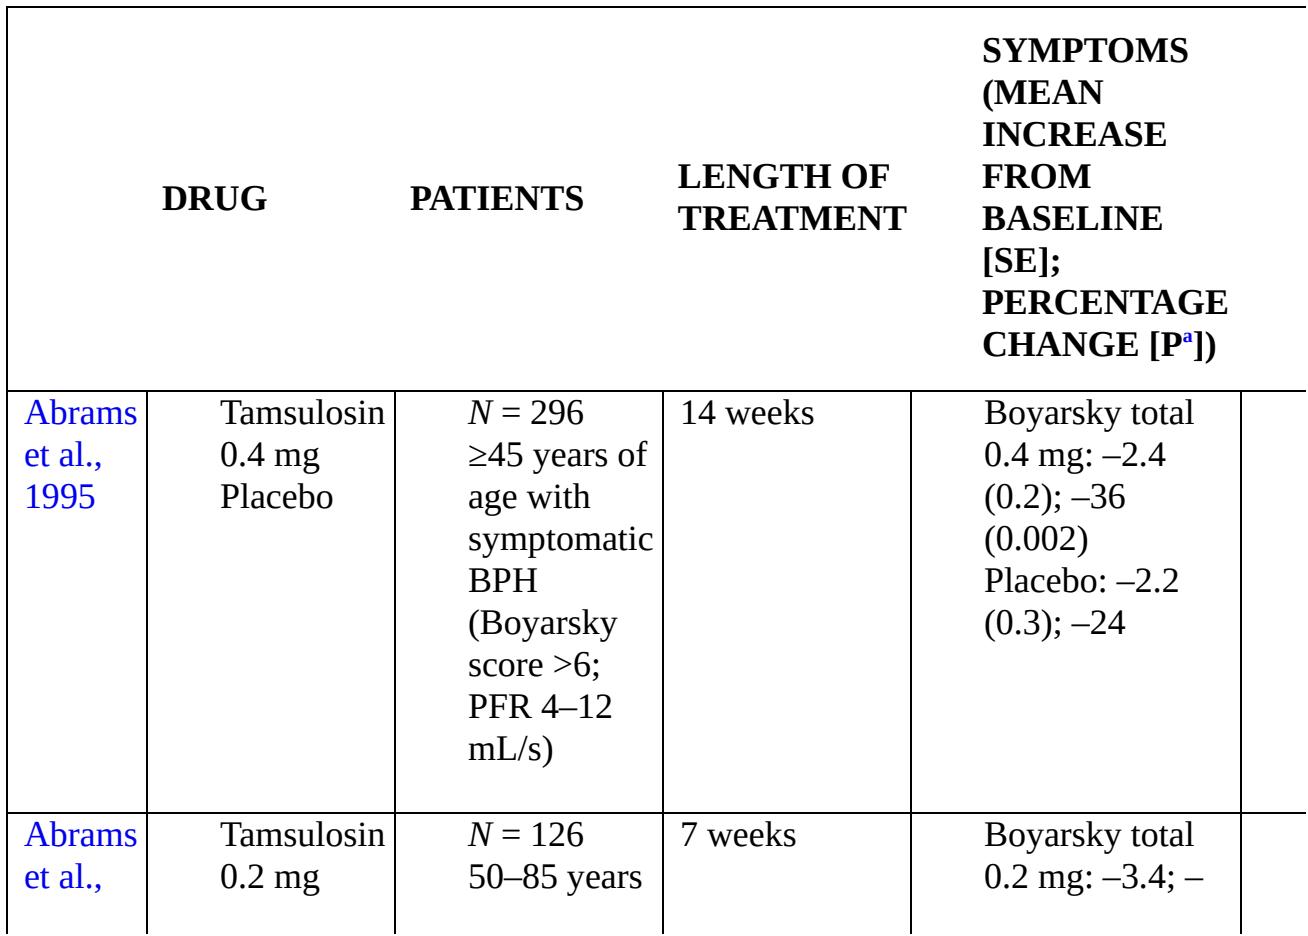 DRUG
PATIENTS
LENGTH OF
TREATMENT
SYMPTOMS
(MEAN
INCREASE
FROM
BASELINE
[SE];
PERCENTAGE
CHANGE [Pa])
Abrams
et al.,
1995
Tamsulosin
0.4 mg
Placebo
N = 296
≥45 years of
age with
symptomatic
BPH
(Boyarsky
score >6;
PFR 4–12
mL/s)
14 weeks
Boyarsky total
0.4 mg: –2.4
(0.2); –36
(0.002)
Placebo: –2.2
(0.3); –24
Abrams
et al.,
Tamsulosin
0.2 mg
N = 126
50–85 years
7 weeks
Boyarsky total
0.2 mg: –3.4; –